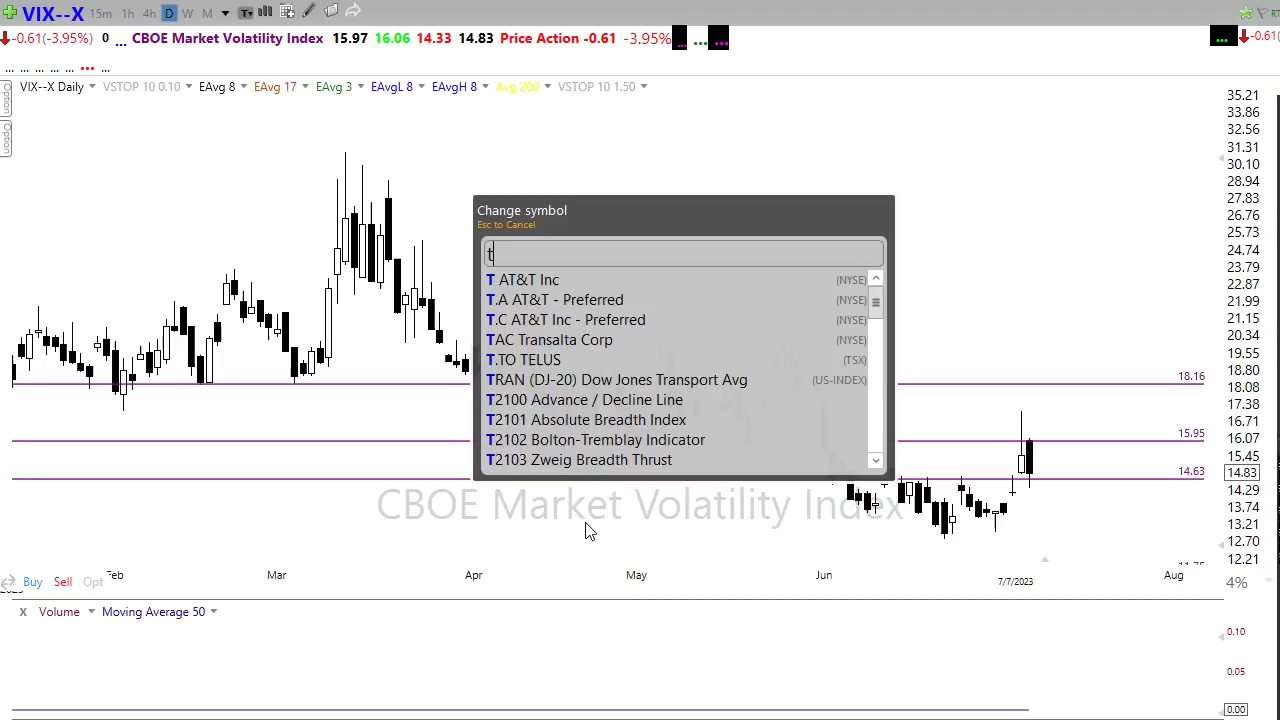 VIX--X 15m 1h 4h D W M T RT
-0.61(-3.95%) 0 ... CBOE Market Volatility Index 15.97 16.06 14.33 14.83 Price Action -0.61 -3.95% ... ... ... ... -0.61(
... ... ... ... ... ... ...
VIX--X Daily VSTOP 10 0.10 EAvg 8 EAvg 17 EAvg 3 EAvgL 8 EAvgH 8 Avg 200 VSTOP 10 1.50
Option
Option
Change symbol
Esc to Cancel
t
T AT&T Inc (NYSE)
T.A AT&T - Preferred (NYSE)
T.C AT&T Inc - Preferred (NYSE)
TAC Transalta Corp (NYSE)
T.TO TELUS (TSX)
TRAN (DJ-20) Dow Jones Transport Avg (US-INDEX)
T2100 Advance / Decline Line
T2101 Absolute Breadth Index
T2102 Bolton-Tremblay Indicator
T2103 Zweig Breadth Thrust
CBOE Market Volatility Index
35.21
33.86
32.56
31.31
30.10
28.94
27.83
26.76
25.73
24.74
23.79
22.87
21.99
21.15
20.34
19.55
18.80
18.16
18.08
17.38
16.71
15.95
16.07
15.45
14.63
14.83
14.29
13.74
13.21
12.70
12.21
11.75
Buy Sell Opt
Feb Mar Apr May Jun 7/7/2023 Aug
4%
X Volume Moving Average 50
0.10
0.05
0.00